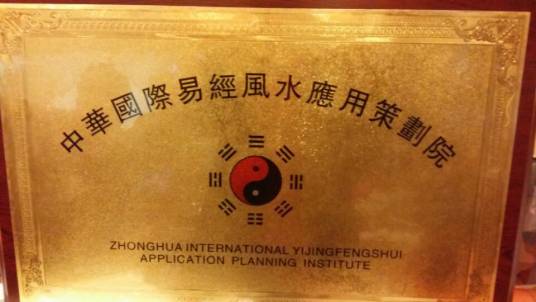 中華國際易經風水應用策劃院
ZHONGHUA INTERNATIONAL YIJINGFENGSHUI
APPLICATION PLANNING INSTITUTE